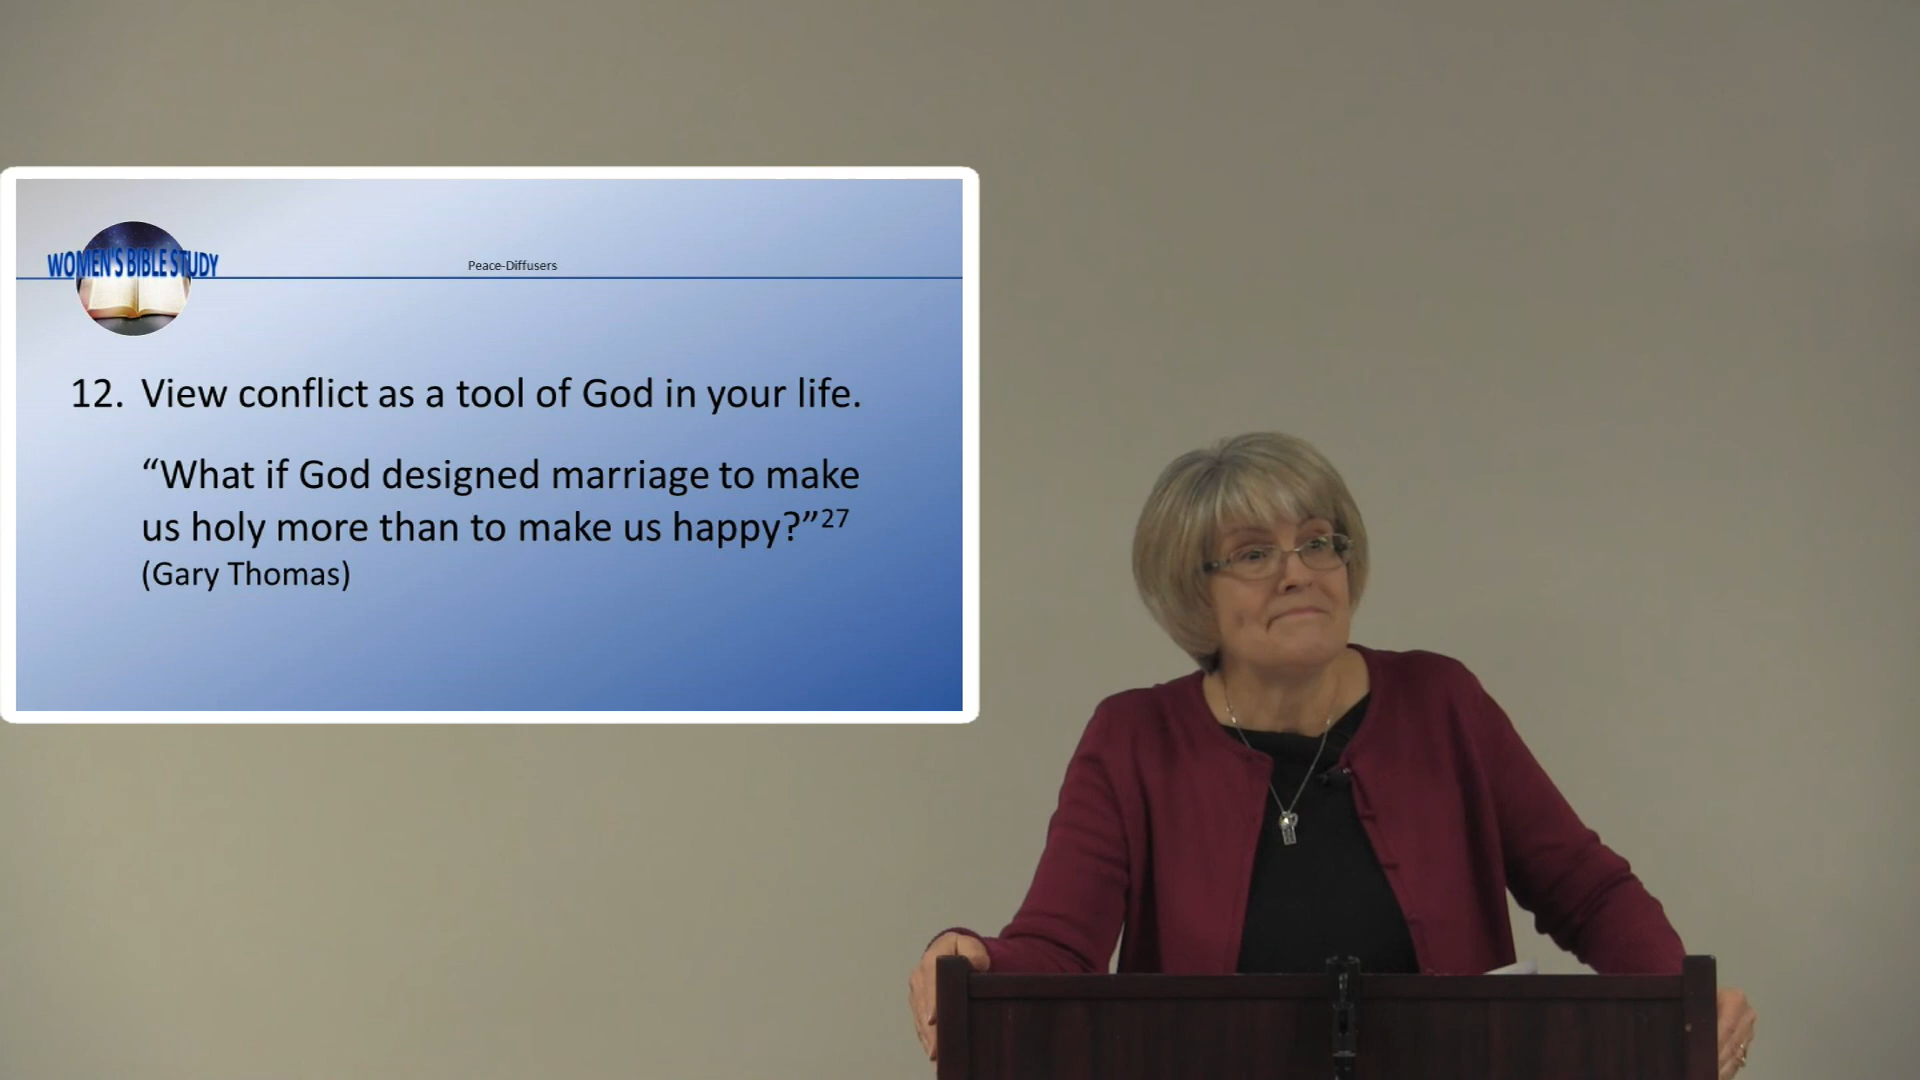 WOMEN'S BIBLE STUDY
Peace-Diffusers
12. View conflict as a tool of God in your life.
“What if God designed marriage to make
us holy more than to make us happy?”27
(Gary Thomas)